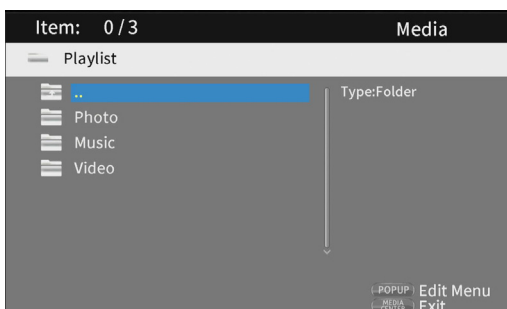 Item: 0/3 Media
Playlist
..
Type:Folder
Photo
Music
Video
POPUP Edit Menu
MEDIA CENTER Exit